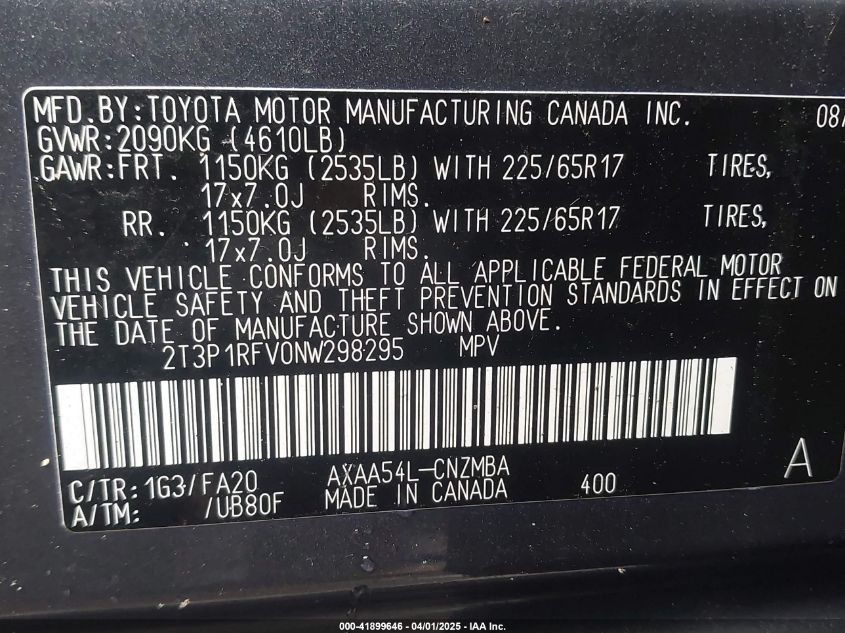 MFD.BY:TOYOTA MOTOR MANUFACTURING CANADA INC. 08/
GVWR:2090KG (4610LB)
GAWR:FRT. 1150KG (2535LB) WITH 225/65R17 TIRES,
17x7.0J RIMS.
RR. 1150KG (2535LB) WITH 225/65R17 TIRES,
17x7.0J RIMS.
THIS VEHICLE CONFORMS TO ALL APPLICABLE FEDERAL MOTOR
VEHICLE SAFETY AND THEFT PREVENTION STANDARDS IN EFFECT ON
THE DATE OF MANUFACTURE SHOWN ABOVE.
2T3P1RFV0NW298295 MPV
C/TR:1G3/FA20 AXAA54L-CNZMBA A
A/TM: /UB80F MADE IN CANADA 400
000-41899646 - 04/01/2025 - IAA Inc.